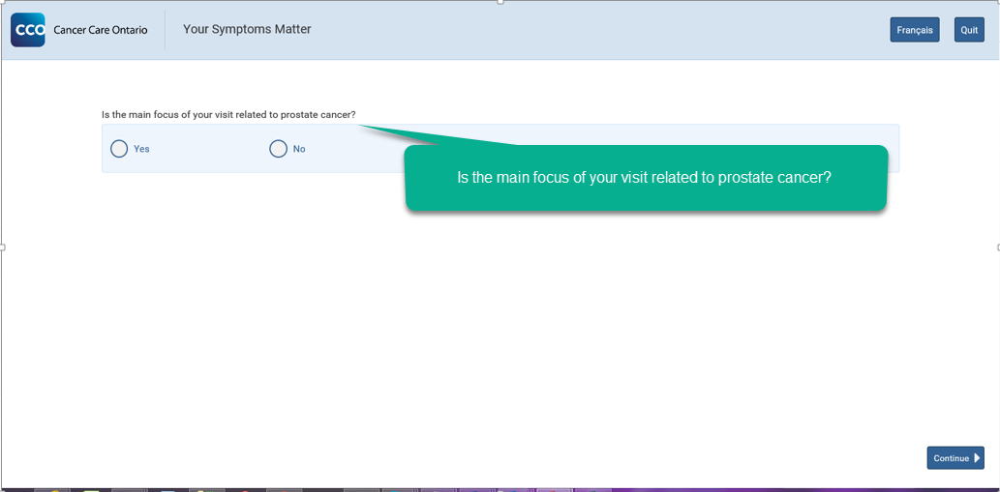 CCO Cancer Care Ontario
Your Symptoms Matter
Français
Quit
Is the main focus of your visit related to prostate cancer?
Yes
No
Is the main focus of your visit related to prostate cancer?
Continue